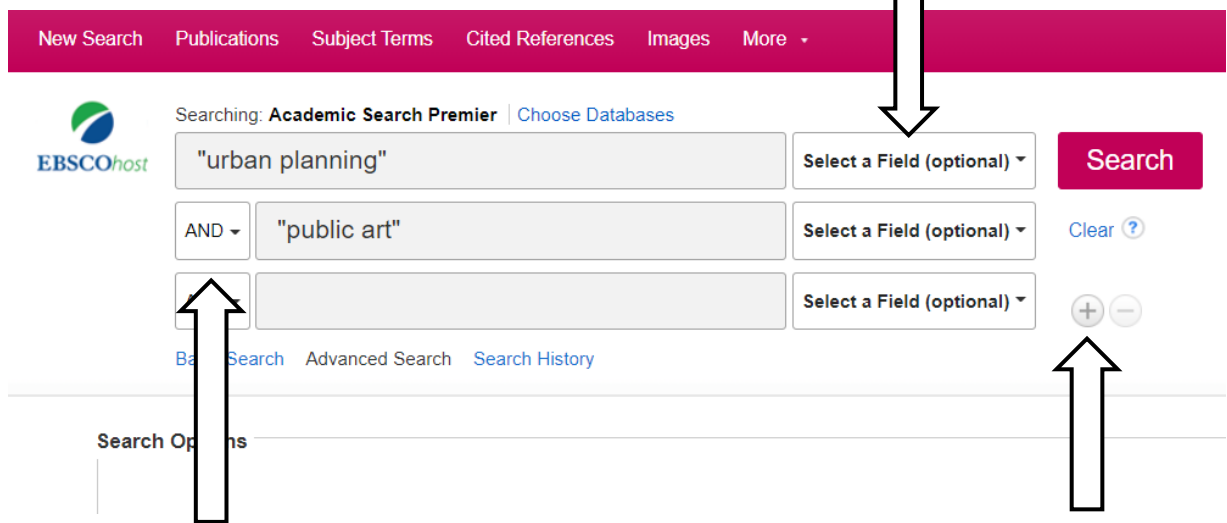 New Search Publications Subject Terms Cited References Images More
Searching: Academic Search Premier Choose Databases
EBSCOhost
"urban planning" Select a Field (optional) Search
AND "public art" Select a Field (optional) Clear ?
Select a Field (optional)
Search Advanced Search Search History
Search